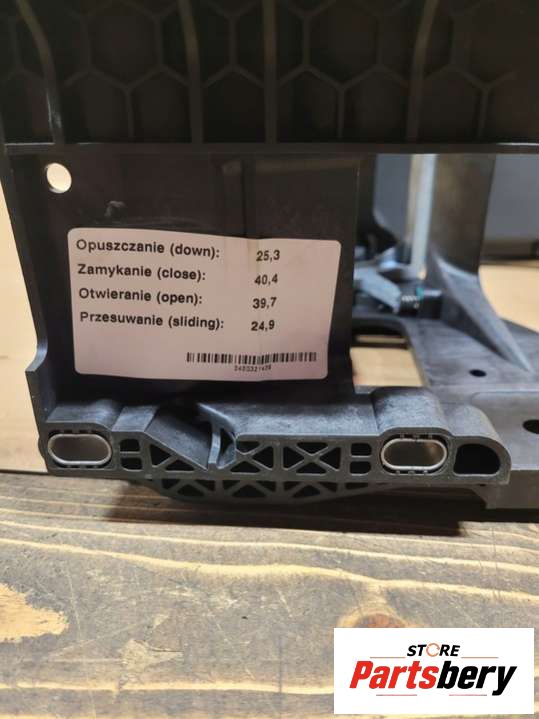 Opuszczanie (down): 25,3
Zamykanie (close): 40,4
Otwieranie (open): 39,7
Przesuwanie (sliding): 24,9
STORE
Partsbery